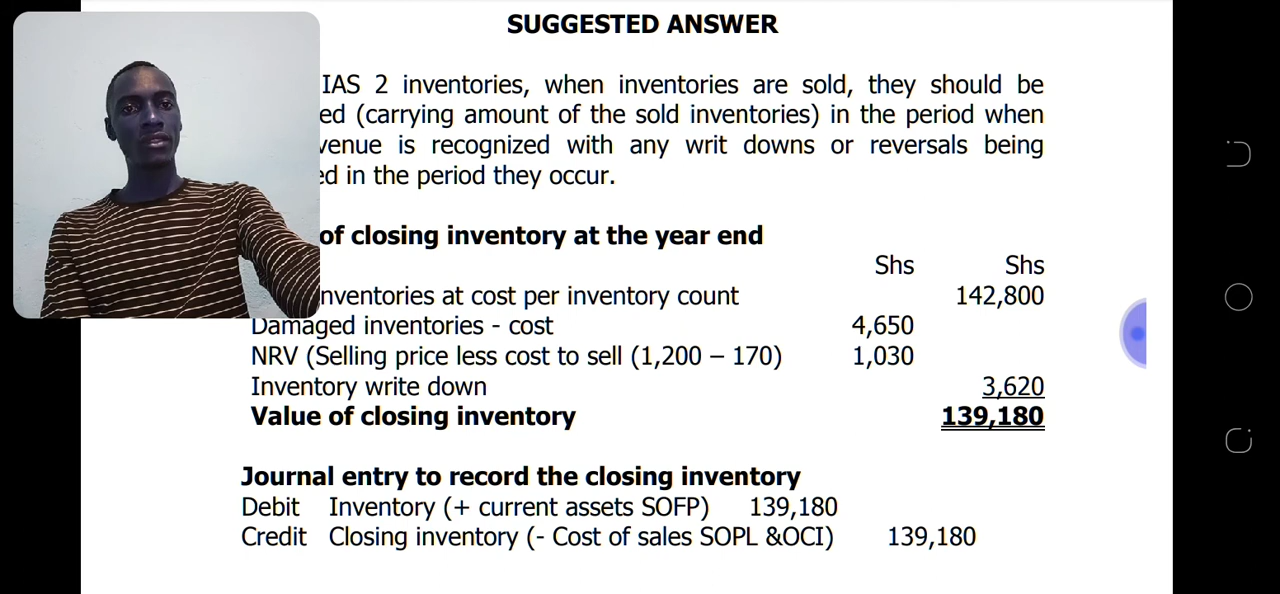 SUGGESTED ANSWER
IAS 2 inventories, when inventories are sold, they should be
ed (carrying amount of the sold inventories) in the period when
venue is recognized with any writ downs or reversals being
ed in the period they occur.
of closing inventory at the year end
Shs Shs
nventories at cost per inventory count 142,800
Damaged inventories - cost 4,650
NRV (Selling price less cost to sell (1,200 – 170) 1,030
Inventory write down 3,620
Value of closing inventory 139,180
Journal entry to record the closing inventory
Debit Inventory (+ current assets SOFP) 139,180
Credit Closing inventory (- Cost of sales SOPL &OCI) 139,180